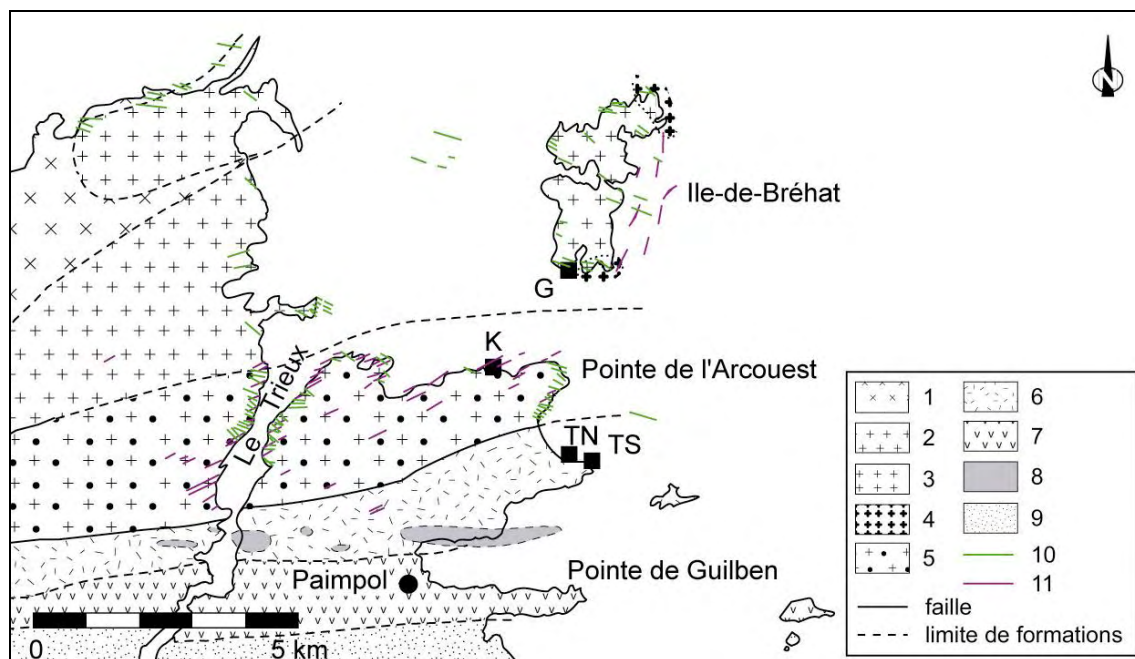 N
Ile-de-Bréhat
G
K
Le Trieux
Pointe de l'Arcouest
TN
TS
Paimpol
Pointe de Guilben
0
5 km
1
6
2
7
3
8
4
9
5
10
11
faille
limite de formations